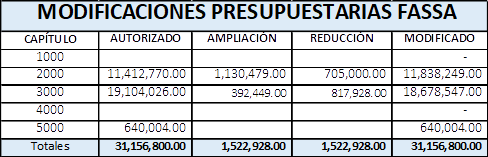 MODIFICACIONES PRESUPUESTARIAS FASSA
CAPÍTULO AUTORIZADO AMPLIACIÓN REDUCCIÓN MODIFICADO
1000 -
2000 11,412,770.00 1,130,479.00 705,000.00 11,838,249.00
3000 19,104,026.00 392,449.00 817,928.00 18,678,547.00
4000 -
5000 640,004.00 640,004.00
Totales 31,156,800.00 1,522,928.00 1,522,928.00 31,156,800.00